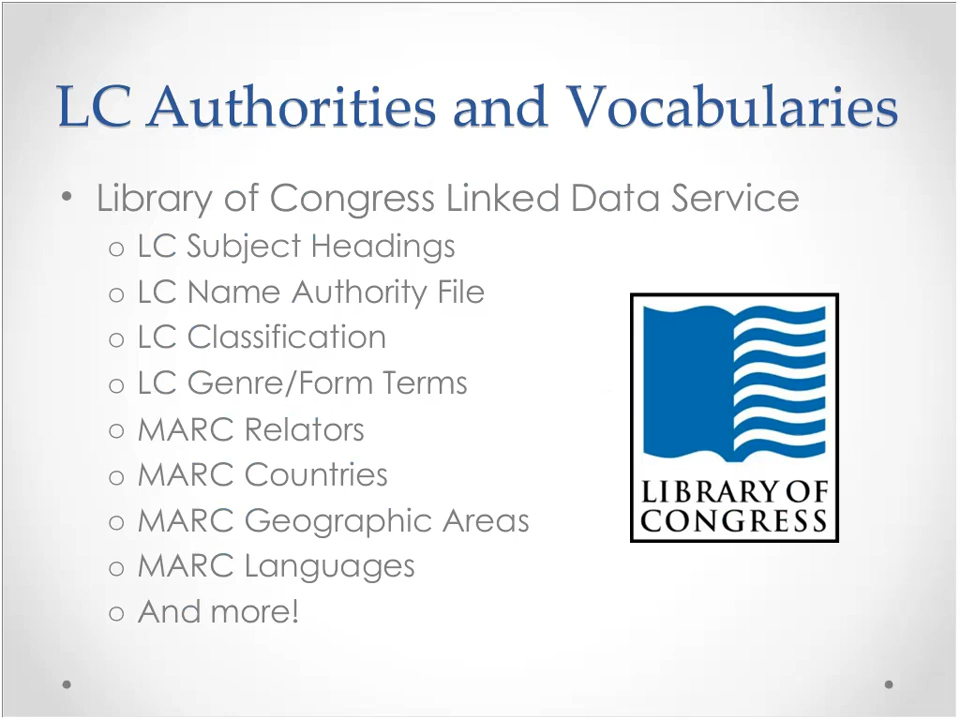 LC Authorities and Vocabularies
• Library of Congress Linked Data Service
o LC Subject Headings
o LC Name Authority File
o LC Classification
o LC Genre/Form Terms
o MARC Relators
o MARC Countries
o MARC Geographic Areas
o MARC Languages
o And more!
LIBRARY OF
CONGRESS